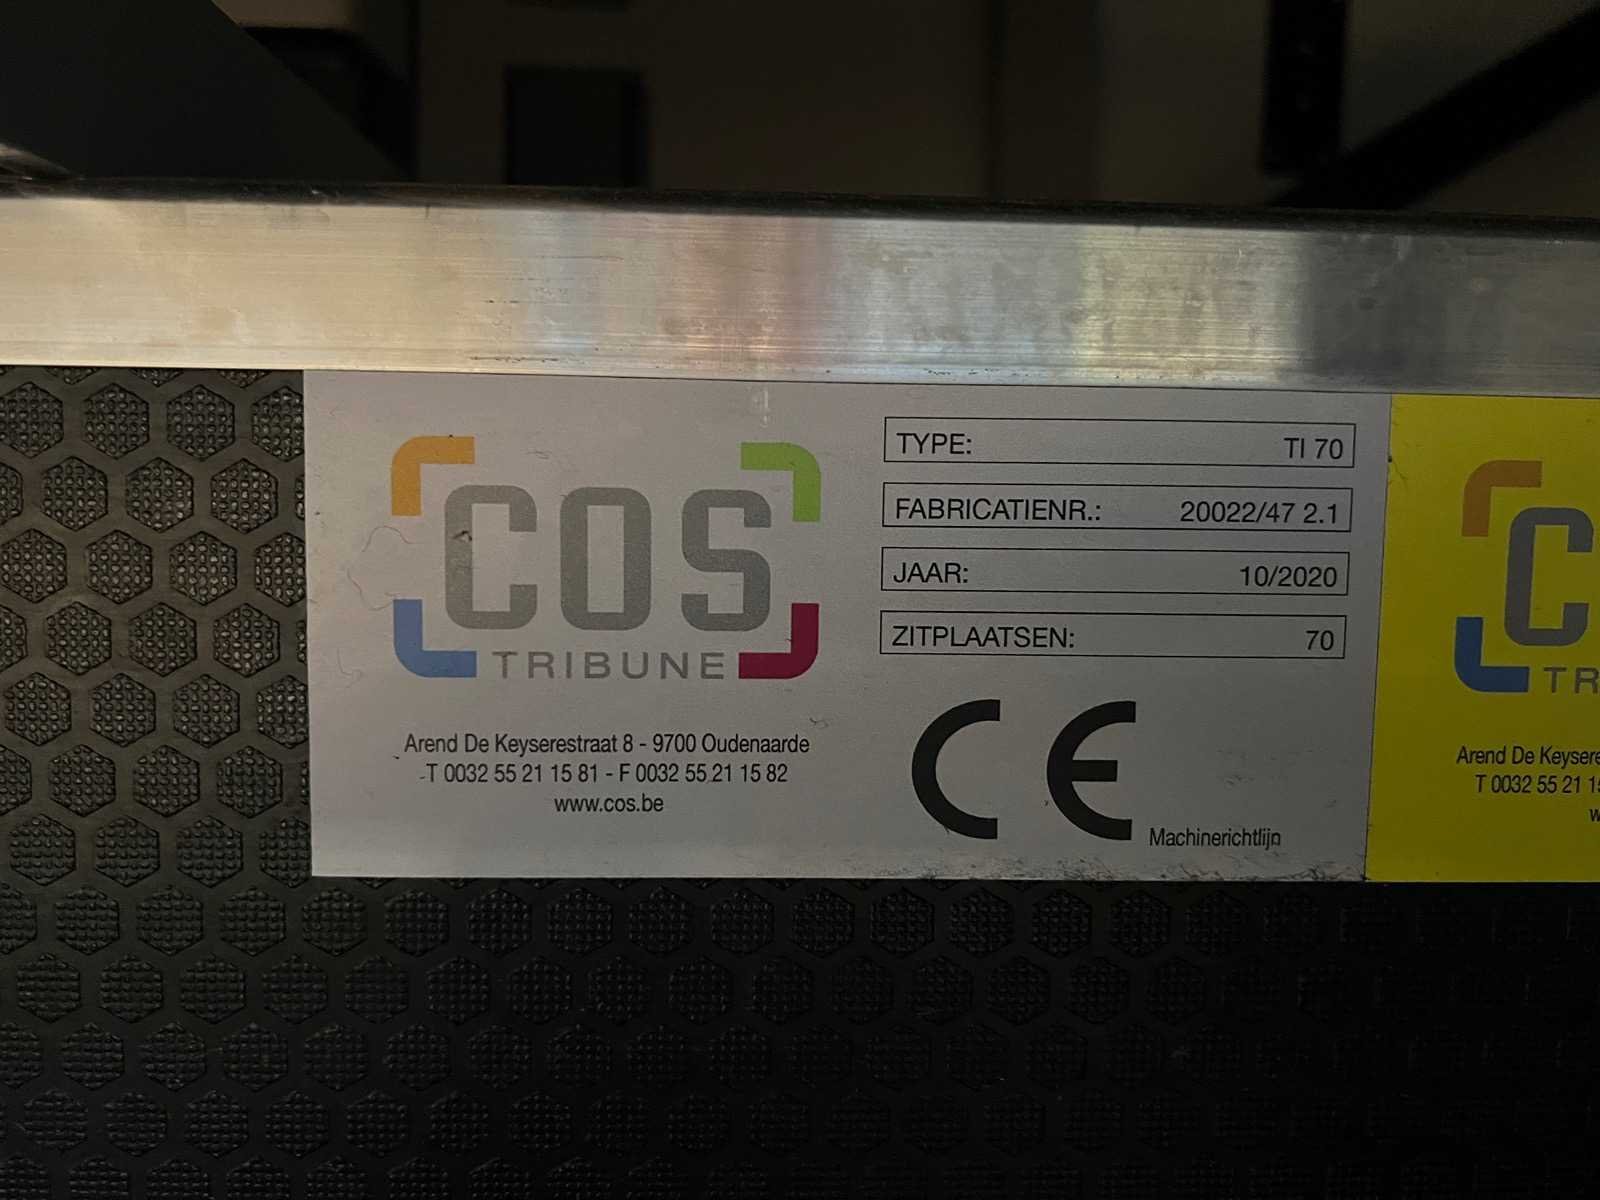 COS
TRIBUNE
Arend De Keyserestraat 8 - 9700 Oudenaarde
T 0032 55 21 15 81 - F 0032 55 21 15 82
www.cos.be
TYPE: TI 70
FABRICATIENR.: 20022/47 2.1
JAAR: 10/2020
ZITPLAATSEN: 70
CE Machinerichtlijn
C
TR
Arend De Keysere
T 0032 55 21 1
w